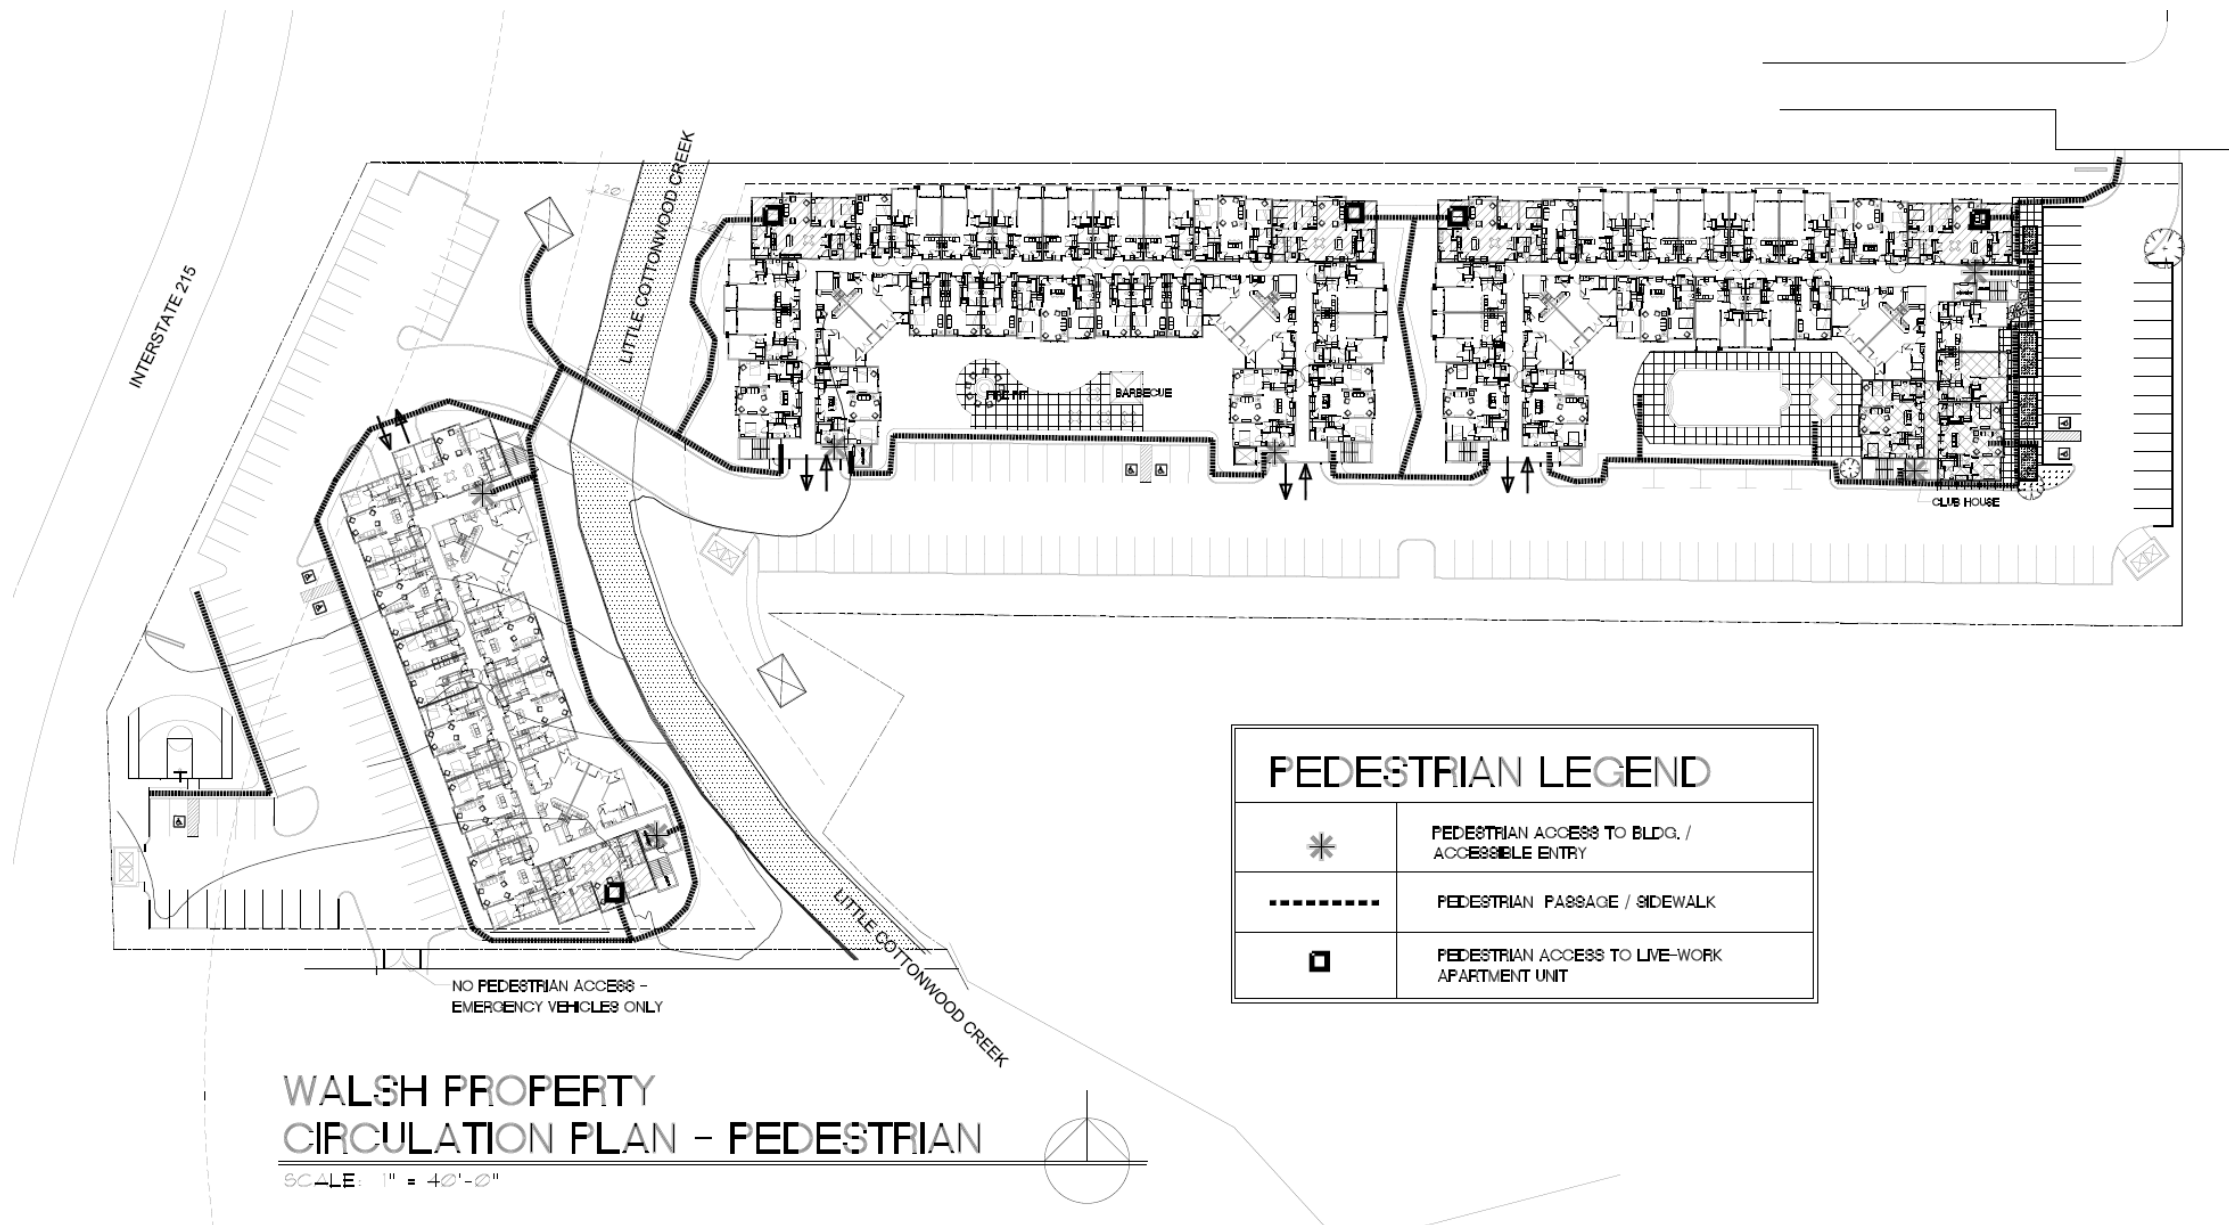 LITTLE COTTONWOOD CREEK
20'
INTERSTATE 215
FIRE PIT
BARBECUE
CLUB HOUSE
PEDESTRIAN LEGEND
PEDESTRIAN ACCESS TO BLDG. /
ACCESSIBLE ENTRY
PEDESTRIAN PASSAGE / SIDEWALK
PEDESTRIAN ACCESS TO LIVE-WORK
APARTMENT UNIT
LITTLE COTTONWOOD CREEK
NO PEDESTRIAN ACCESS -
EMERGENCY VEHICLES ONLY
WALSH PROPERTY
CIRCULATION PLAN - PEDESTRIAN
SCALE: 1" = 40'-0"